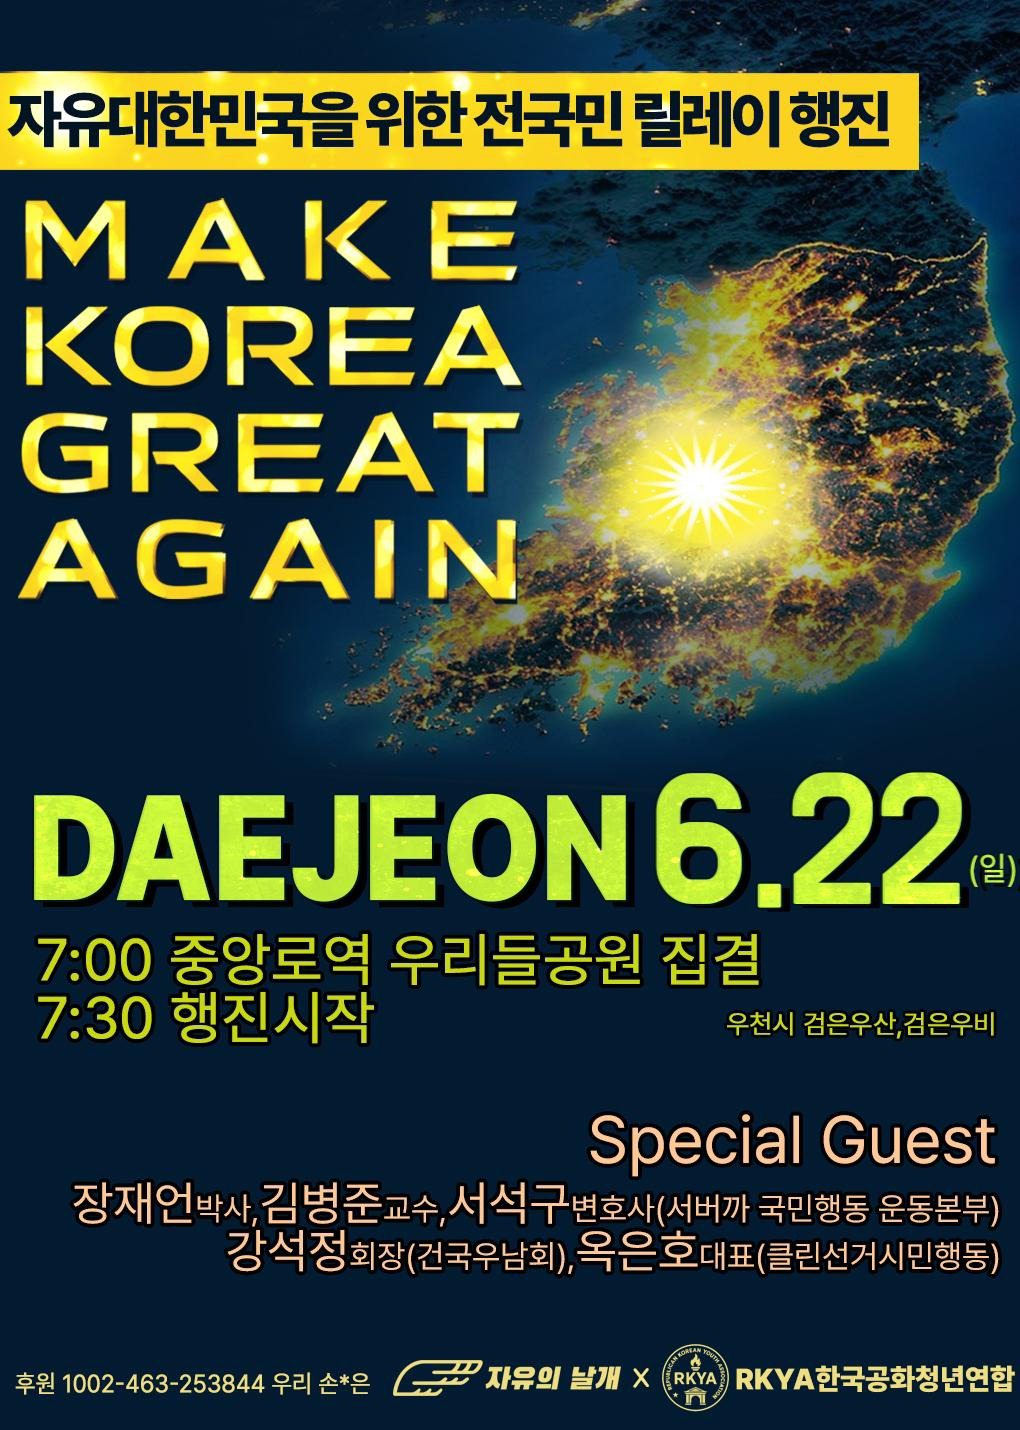 자유대한민국을 위한 전국민 릴레이 행진
MAKE
KOREA
GREAT
AGAIN
DAEJEON 6.22 (일)
7:00 중앙로역 우리들공원 집결
7:30 행진시작
우천시 검은우산,검은우비
Special Guest
장재언박사,김병준교수,서석구변호사(서버까 국민행동 운동본부)
강석정회장(건국우남회),옥은호대표(클린선거시민행동)
후원 1002-463-253844 우리 손*은 자유의 날개 X REPUBLICAN KOREAN YOUTH ASSOCIATION RKYA RKYA한국공화청년연합